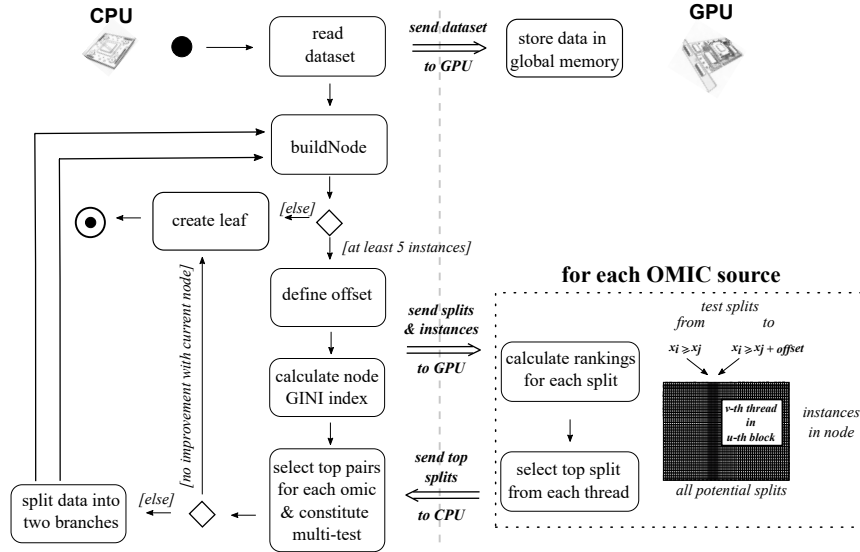 CPU
GPU
read
dataset
send dataset
to GPU
store data in
global memory
buildNode
[else]
create leaf
[at least 5 instances]
for each OMIC source
define offset
send splits
& instances
to GPU
test splits
from
to
xi ≥ xj
xi ≥ xj + offset
calculate rankings
for each split
calculate node
GINI index
v-th thread
in
u-th block
instances
in node
[no improvement with current node]
select top pairs
for each omic
& constitute
multi-test
send top
splits
to CPU
select top split
from each thread
all potential splits
[else]
split data into
two branches